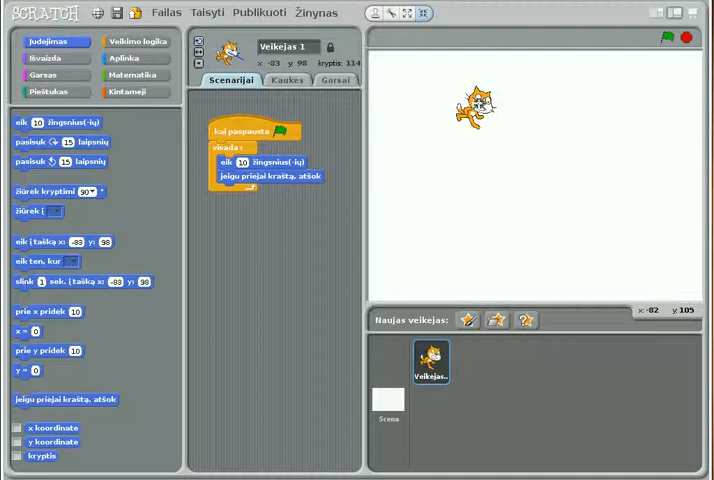 SCRATCH Failas Taisyti Publikuoti Žinynas
Judėjimas Veikimo logika
Išvaizda Aplinka
Garsas Matematika
Pieštukas Kintamieji
Veikėjas 1
x: -83 y: 98 kryptis: 114
Scenarijai Kaukės Garsai
eik 10 žingsnius(-ių)
pasisuk 15 laipsnių
pasisuk 15 laipsnių
žiūrėk kryptimi 90 °
žiūrėk į
eik į tašką x: -83 y: 98
eik ten, kur
slink 1 sek. į tašką x: -83 y: 98
prie x pridėk 10
x = 0
prie y pridėk 10
y = 0
jeigu priėjai kraštą, atšok
x koordinatė
y koordinatė
kryptis
kai paspausta
visada:
eik 10 žingsnius(-ių)
jeigu priėjai kraštą, atšok
x: -82 y: 105
Naujas veikėjas:
Veikėjas..
Scena